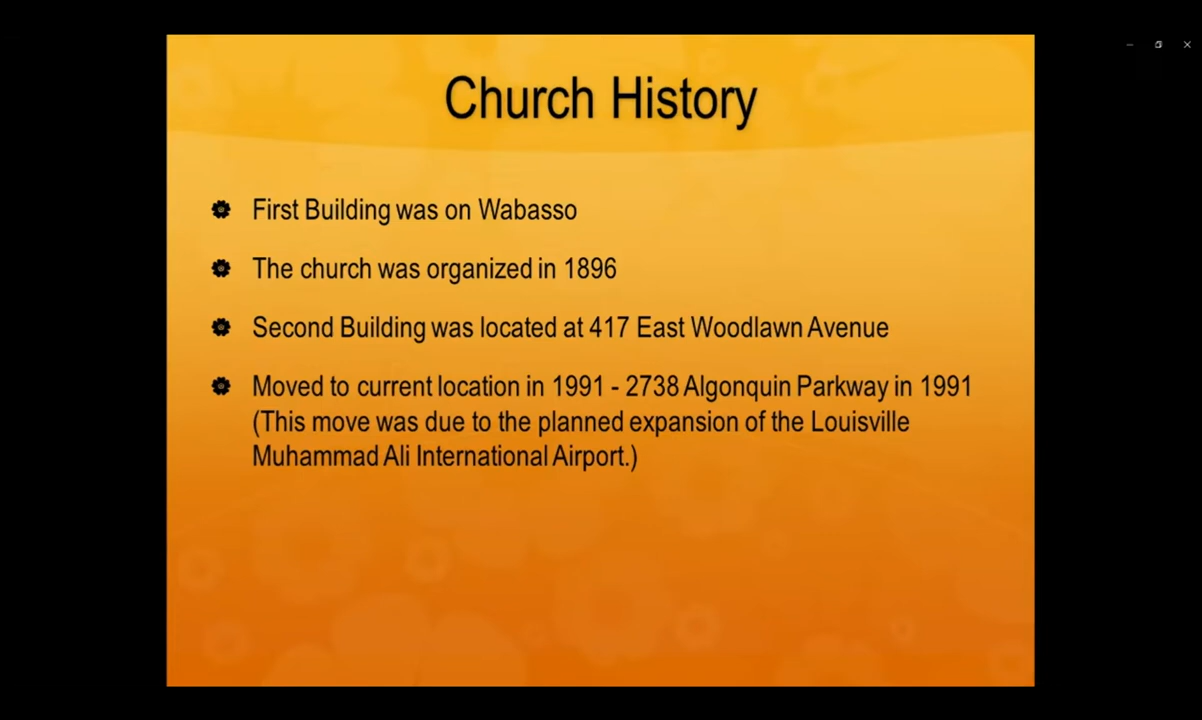 Church History
First Building was on Wabasso
The church was organized in 1896
Second Building was located at 417 East Woodlawn Avenue
Moved to current location in 1991 - 2738 Algonquin Parkway in 1991
(This move was due to the planned expansion of the Louisville
Muhammad Ali International Airport.)